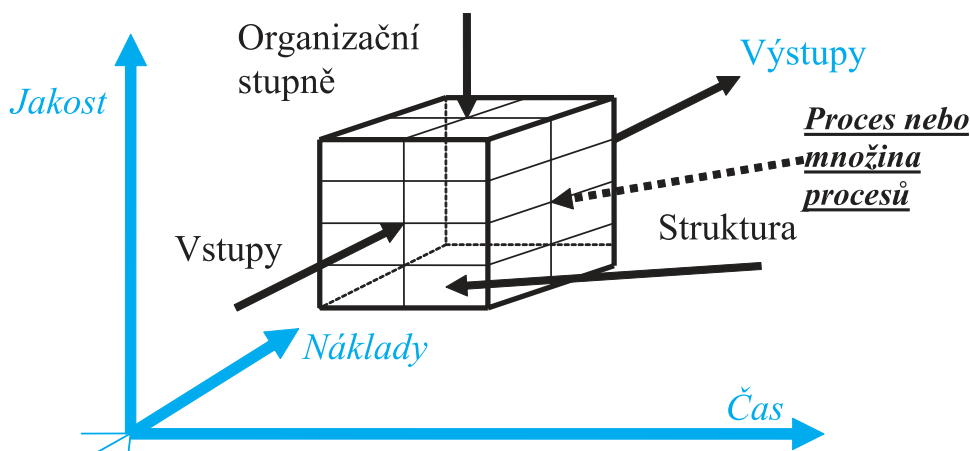 Organizační
stupně
Výstupy
Jakost
Proces nebo
množina
procesů
Struktura
Vstupy
Náklady
Čas